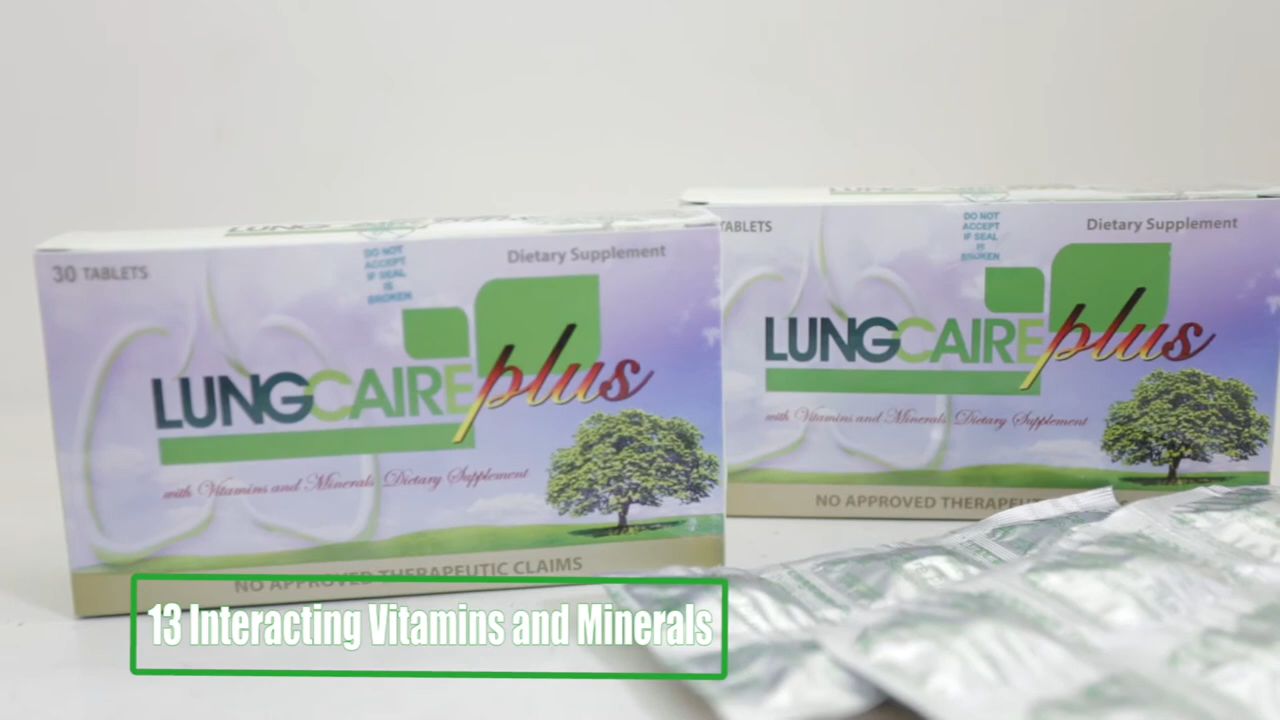 30 TABLETS
DO NOT
ACCEPT
IF SEAL
IS
BROKEN
Dietary Supplement
LUNGCAIRE plus
with Vitamins and Minerals Dietary Supplement
NO APPROVED THERAPEUTIC CLAIMS
TABLETS
DO NOT
ACCEPT
IF SEAL
IS
BROKEN
Dietary Supplement
LUNGCAIRE plus
with Vitamins and Minerals Dietary Supplement
NO APPROVED
13 Interacting Vitamins and Minerals